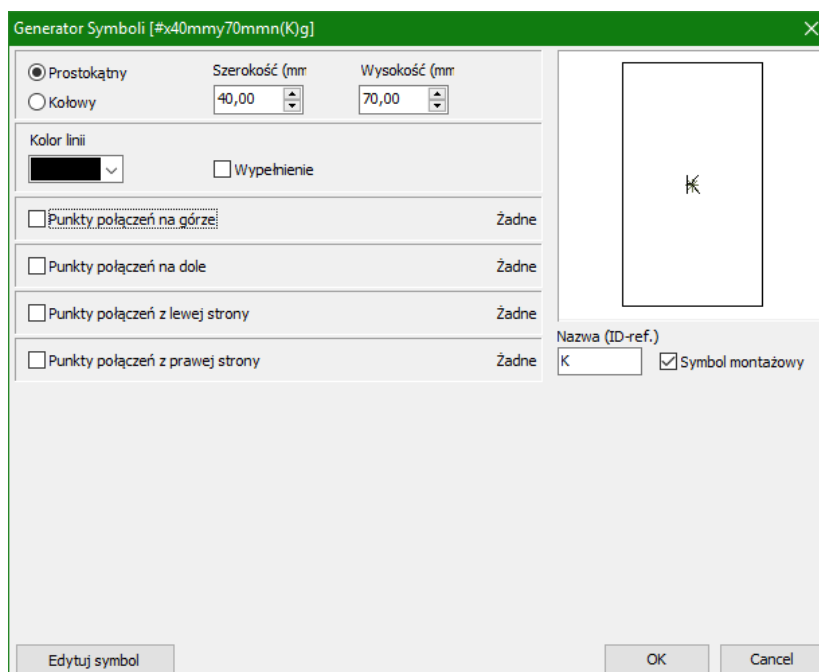 Generator Symboli [#x40mmy70mmn(K)g]
Prostokątny
Szerokość (mm
Wysokość (mm
Kołowy
40,00
70,00
Kolor linii
Wypełnienie
K
Punkty połączeń na górze
Żadne
Punkty połączeń na dole
Żadne
Punkty połączeń z lewej strony
Żadne
Punkty połączeń z prawej strony
Żadne
Nazwa (ID-ref.)
K
Symbol montażowy
Edytuj symbol
OK
Cancel